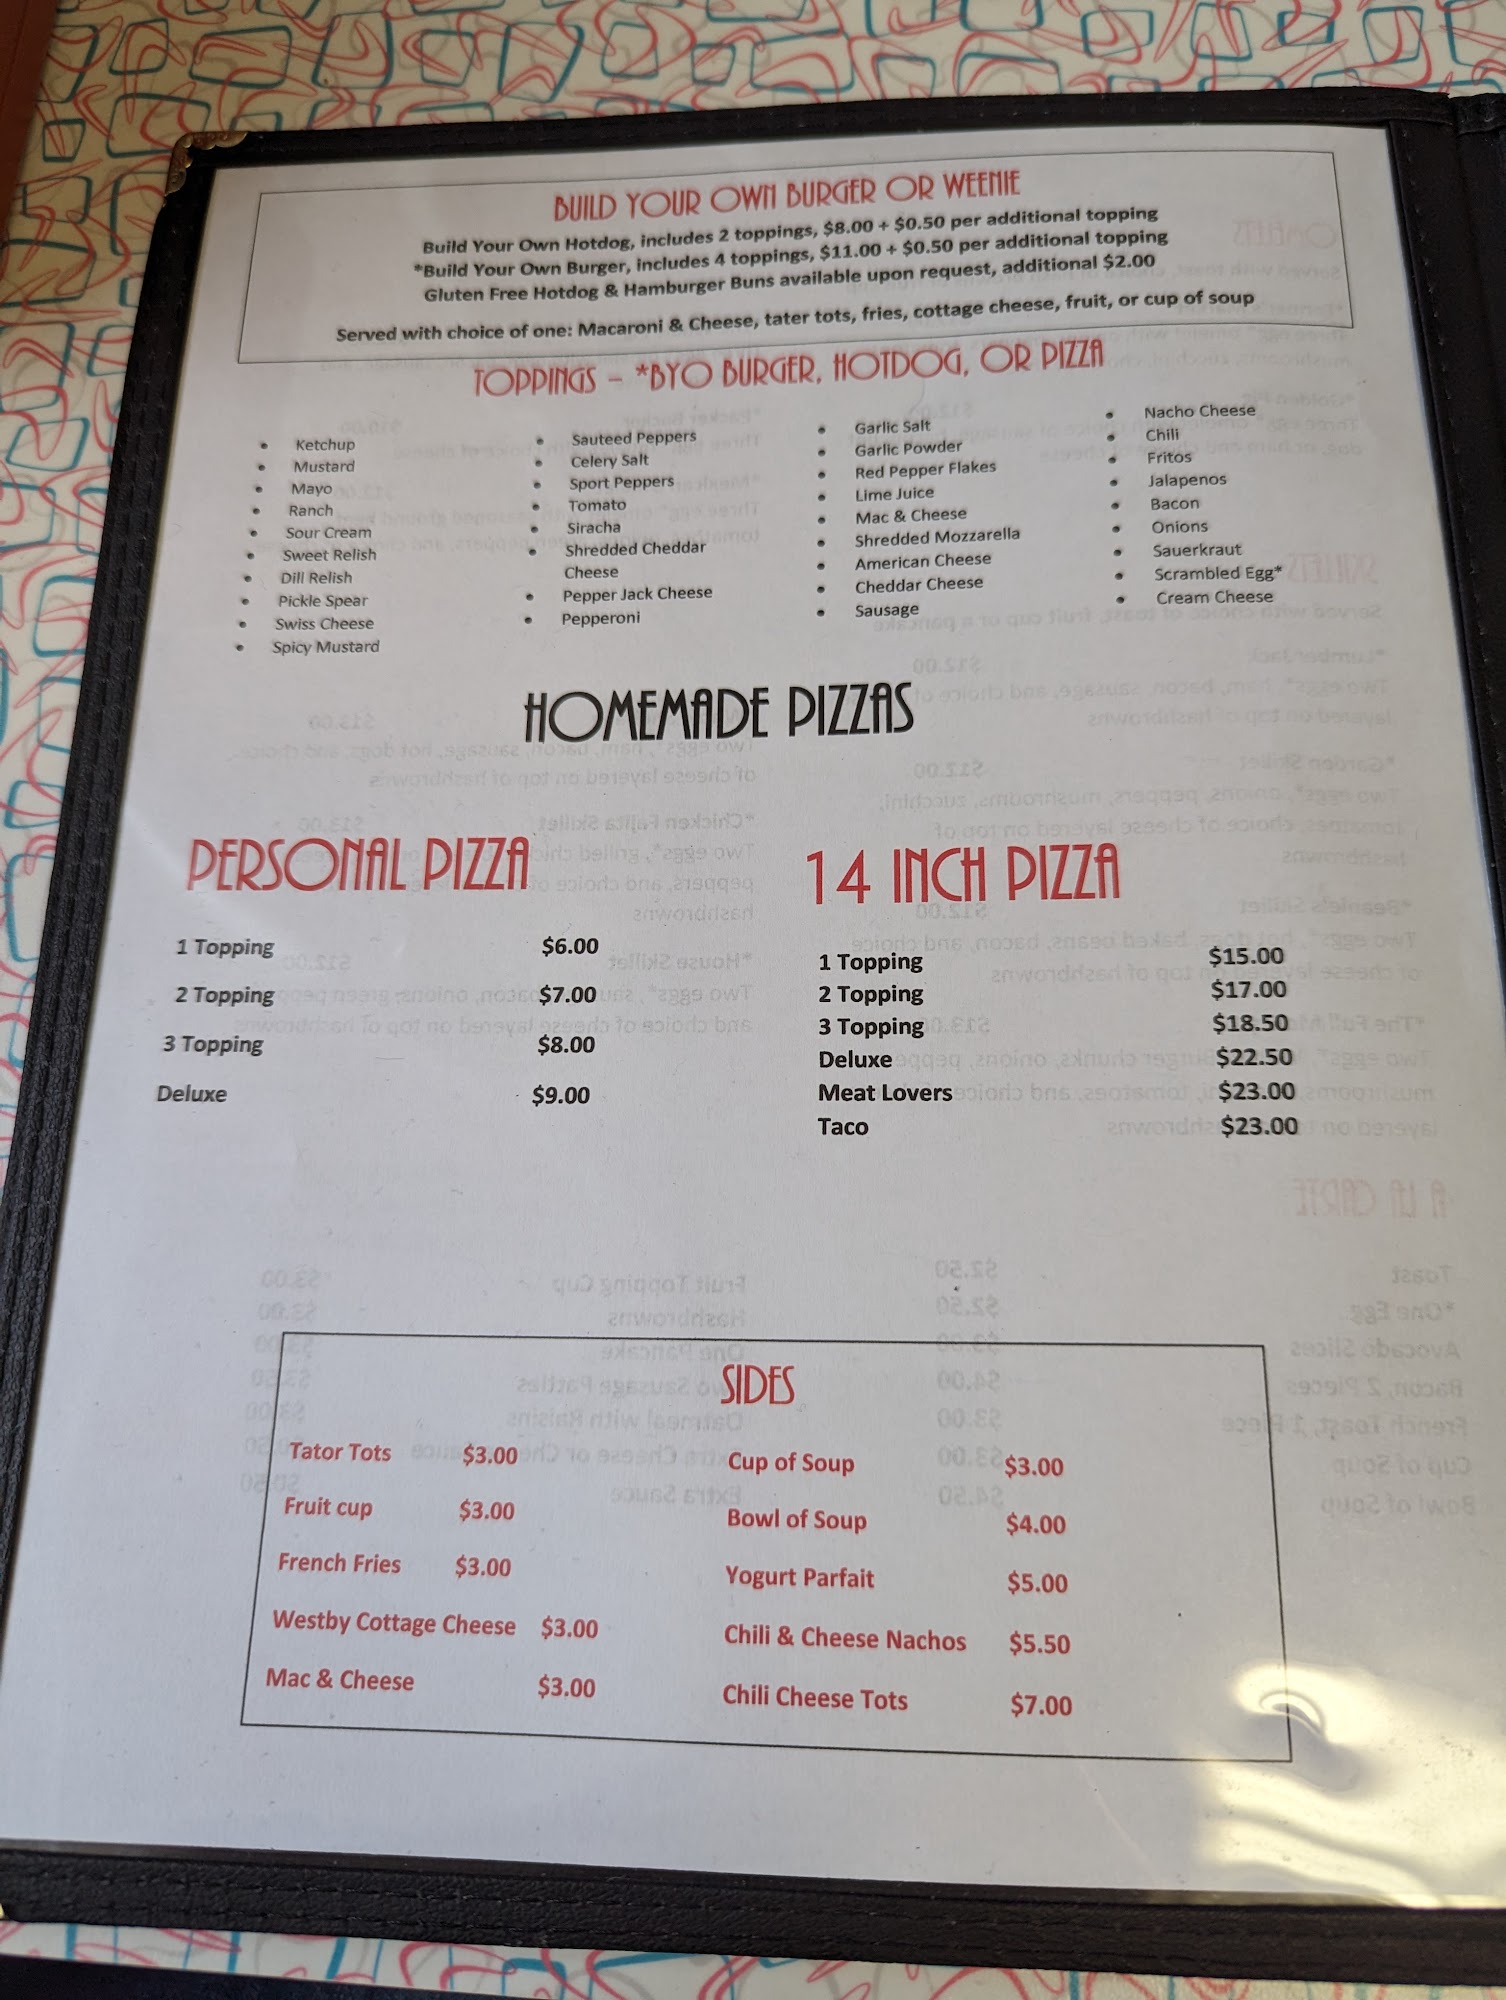 BUILD YOUR OWN BURGER OR WEENIE
Build Your Own Hotdog, includes 2 toppings, $8.00 + $0.50 per additional topping
*Build Your Own Burger, includes 4 toppings, $11.00 + $0.50 per additional topping
Gluten Free Hotdog & Hamburger Buns available upon request, additional $2.00
Served with choice of one: Macaroni & Cheese, tater tots, fries, cottage cheese, fruit, or cup of soup
TOPPINGS – *BYO BURGER, HOTDOG, OR PIZZA
• Ketchup
• Mustard
• Mayo
• Ranch
• Sour Cream
• Sweet Relish
• Dill Relish
• Pickle Spear
• Swiss Cheese
• Spicy Mustard
• Sauteed Peppers
• Celery Salt
• Sport Peppers
• Tomato
• Siracha
• Shredded Cheddar
Cheese
• Pepper Jack Cheese
• Pepperoni
• Garlic Salt
• Garlic Powder
• Red Pepper Flakes
• Lime Juice
• Mac & Cheese
• Shredded Mozzarella
• American Cheese
• Cheddar Cheese
• Sausage
• Nacho Cheese
• Chili
• Fritos
• Jalapenos
• Bacon
• Onions
• Sauerkraut
• Scrambled Egg*
• Cream Cheese
HOMEMADE PIZZAS
PERSONAL PIZZA
1 Topping $6.00
2 Topping $7.00
3 Topping $8.00
Deluxe $9.00
14 INCH PIZZA
1 Topping $15.00
2 Topping $17.00
3 Topping $18.50
Deluxe $22.50
Meat Lovers $23.00
Taco $23.00
SIDES
Tator Tots $3.00
Fruit cup $3.00
French Fries $3.00
Westby Cottage Cheese $3.00
Mac & Cheese $3.00
Cup of Soup $3.00
Bowl of Soup $4.00
Yogurt Parfait $5.00
Chili & Cheese Nachos $5.50
Chili Cheese Tots $7.00